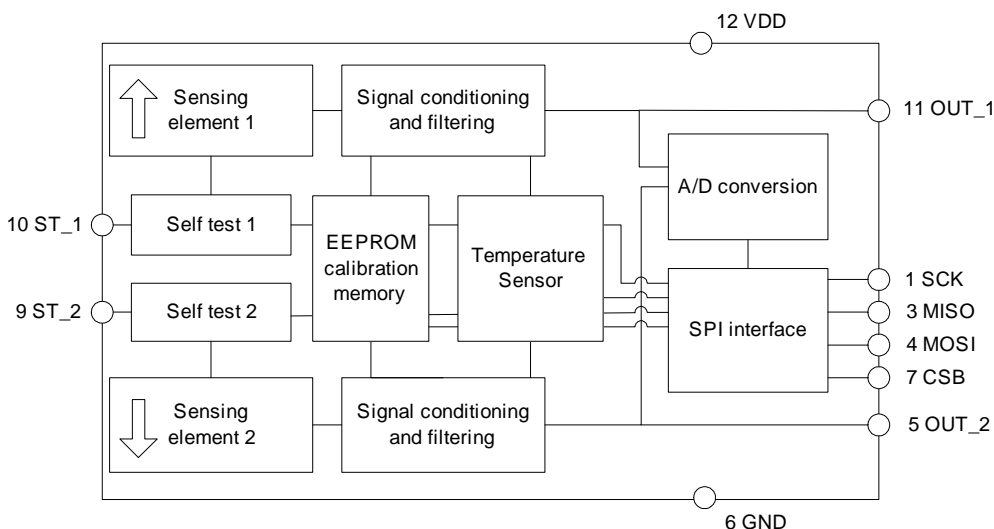 12 VDD
Sensing
element 1
Signal conditioning
and filtering
11 OUT_1
A/D conversion
10 ST_1
Self test 1
EEPROM
calibration
memory
Temperature
Sensor
9 ST_2
Self test 2
SPI interface
1 SCK
3 MISO
4 MOSI
7 CSB
Sensing
element 2
Signal conditioning
and filtering
5 OUT_2
6 GND